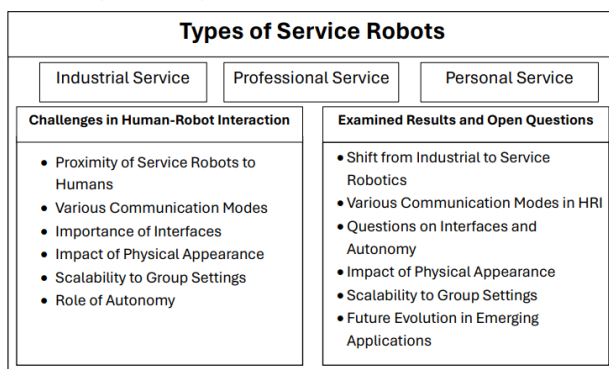 Types of Service Robots
Industrial Service
Professional Service
Personal Service
Challenges in Human-Robot Interaction
• Proximity of Service Robots to
Humans
• Various Communication Modes
• Importance of Interfaces
• Impact of Physical Appearance
• Scalability to Group Settings
• Role of Autonomy
Examined Results and Open Questions
• Shift from Industrial to Service
Robotics
• Various Communication Modes in HRI
• Questions on Interfaces and
Autonomy
• Impact of Physical Appearance
• Scalability to Group Settings
• Future Evolution in Emerging
Applications